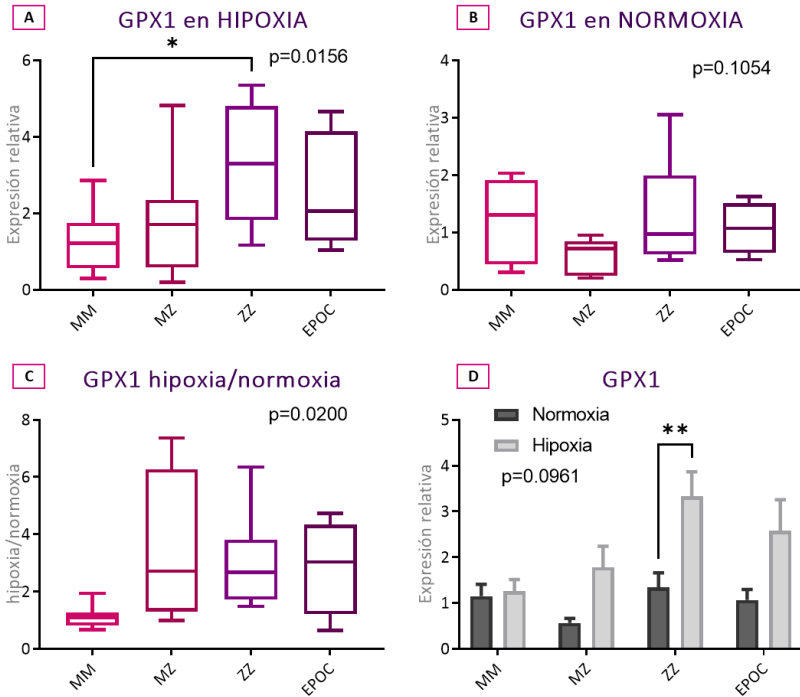 A
GPX1 en HIPOXIA
p=0.0156
*
Expresión relativa
6
4
2
0
MM
MZ
ZZ
EPOC
B
GPX1 en NORMOXIA
p=0.1054
Expresión relativa
4
3
2
1
0
MM
MZ
ZZ
EPOC
C
GPX1 hipoxia/normoxia
p=0.0200
hipoxia/normoxia
8
6
4
2
0
MM
MZ
ZZ
EPOC
D
GPX1
Normoxia
Hipoxia
p=0.0961
**
Expresión relativa
5
4
3
2
1
0
MM
MZ
ZZ
EPOC